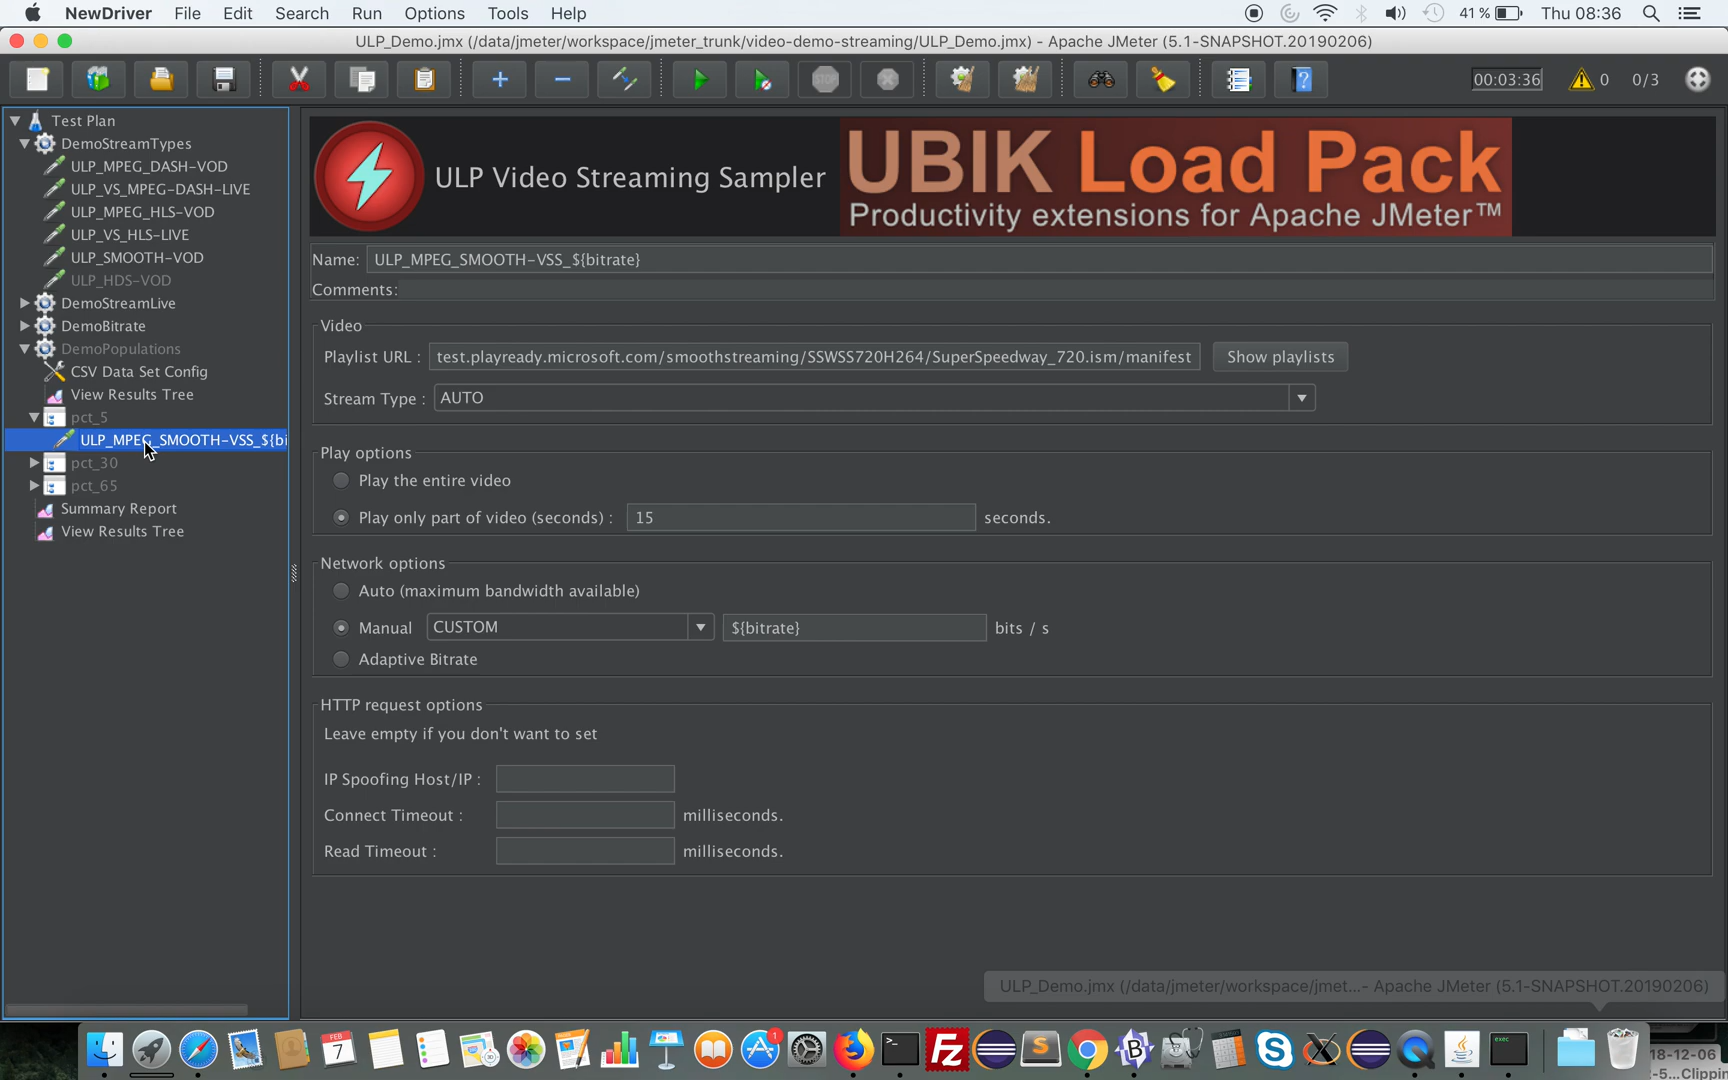 NewDriver File Edit Search Run Options Tools Help 41 % Thu 08:36
ULP_Demo.jmx (/data/jmeter/workspace/jmeter_trunk/video-demo-streaming/ULP_Demo.jmx) - Apache JMeter (5.1-SNAPSHOT.20190206)
STOP 00:03:36 0 0/3
Test Plan
DemoStreamTypes
ULP_MPEG_DASH-VOD
ULP_VS_MPEG-DASH-LIVE
ULP_MPEG_HLS-VOD
ULP_VS_HLS-LIVE
ULP_SMOOTH-VOD
ULP_HDS-VOD
DemoStreamLive
DemoBitrate
DemoPopulations
CSV Data Set Config
View Results Tree
pct_5
ULP_MPEG_SMOOTH-VSS_${bi
pct_30
pct_65
Summary Report
View Results Tree
ULP Video Streaming Sampler
UBIK Load Pack
Productivity extensions for Apache JMeter™
Name: ULP_MPEG_SMOOTH-VSS_${bitrate}
Comments:
Video
Playlist URL : test.playready.microsoft.com/smoothstreaming/SSWSS720H264/SuperSpeedway_720.ism/manifest Show playlists
Stream Type : AUTO
Play options
Play the entire video
Play only part of video (seconds) : 15 seconds.
Network options
Auto (maximum bandwidth available)
Manual CUSTOM ${bitrate} bits / s
Adaptive Bitrate
HTTP request options
Leave empty if you don't want to set
IP Spoofing Host/IP :
Connect Timeout : milliseconds.
Read Timeout : milliseconds.
ULP_Demo.jmx (/data/jmeter/workspace/jmet...- Apache JMeter (5.1-SNAPSHOT.20190206)
FEB
7
1
exec
18-12-06
-5...Clippin